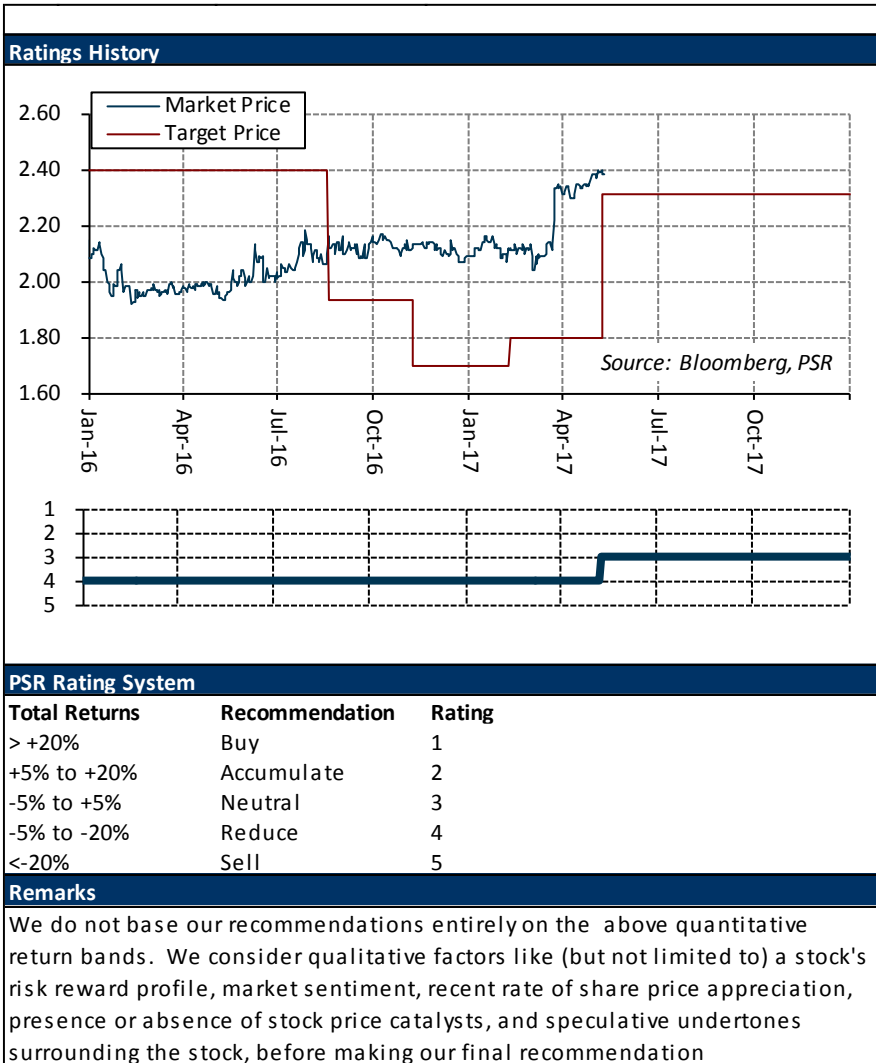 Ratings History
Market Price
Target Price
2.60
2.40
2.20
2.00
1.80
1.60
Source: Bloomberg, PSR
Jan-16
Apr-16
Jul-16
Oct-16
Jan-17
Apr-17
Jul-17
Oct-17
1
2
3
4
5
PSR Rating System
Total Returns Recommendation Rating
> +20% Buy 1
+5% to +20% Accumulate 2
-5% to +5% Neutral 3
-5% to -20% Reduce 4
<-20% Sell 5
Remarks
We do not base our recommendations entirely on the above quantitative
return bands. We consider qualitative factors like (but not limited to) a stock's
risk reward profile, market sentiment, recent rate of share price appreciation,
presence or absence of stock price catalysts, and speculative undertones
surrounding the stock, before making our final recommendation